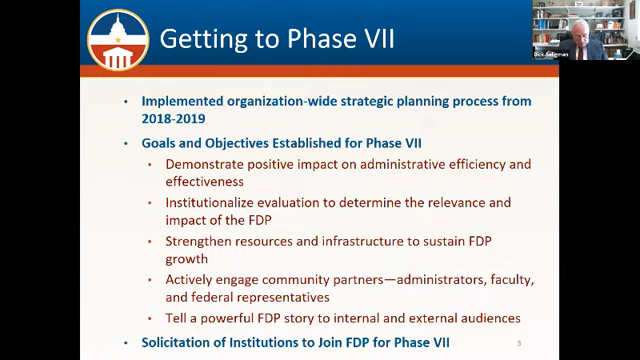 Getting to Phase VII
Dick Seligman
• Implemented organization-wide strategic planning process from
2018-2019
• Goals and Objectives Established for Phase VII
• Demonstrate positive impact on administrative efficiency and
effectiveness
• Institutionalize evaluation to determine the relevance and
impact of the FDP
• Strengthen resources and infrastructure to sustain FDP
growth
• Actively engage community partners—administrators, faculty,
and federal representatives
• Tell a powerful FDP story to internal and external audiences
• Solicitation of Institutions to Join FDP for Phase VII
5